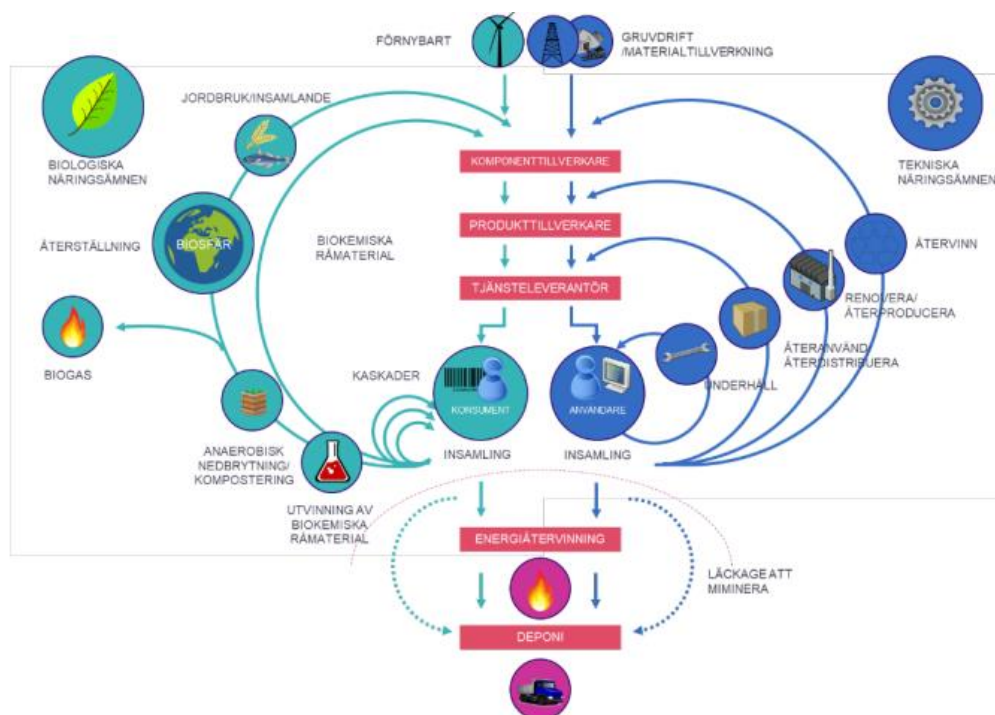 FÖRNYBART
GRUVDRIFT
/MATERIALTILLVERKNING
JORDBRUK/INSAMLANDE
BIOLOGISKA
NÄRINGSÄMNEN
TEKNISKA
NÄRINGSÄMNEN
KOMPONENTTILLVERKARE
PRODUKTTILLVERKARE
TJÄNSTELEVERANTÖR
BIOSFÄR
ÅTERSTÄLLNING
BIOKEMISKA
RÅMATERIAL
ÅTERVINN
RENOVERA/
ÅTERPRODUCERA
ÅTERANVÄND/
ÅTERDISTRIBUERA
UNDERHÅLL
BIOGAS
KASKADER
KONSUMENT
ANVÄNDARE
INSAMLING
INSAMLING
ANAEROBISK
NEDBRYTNING/
KOMPOSTERING
UTVINNING AV
BIOKEMISKA
RÅMATERIAL
ENERGIÅTERVINNING
LÄCKAGE ATT
MIMINERA
DEPONI